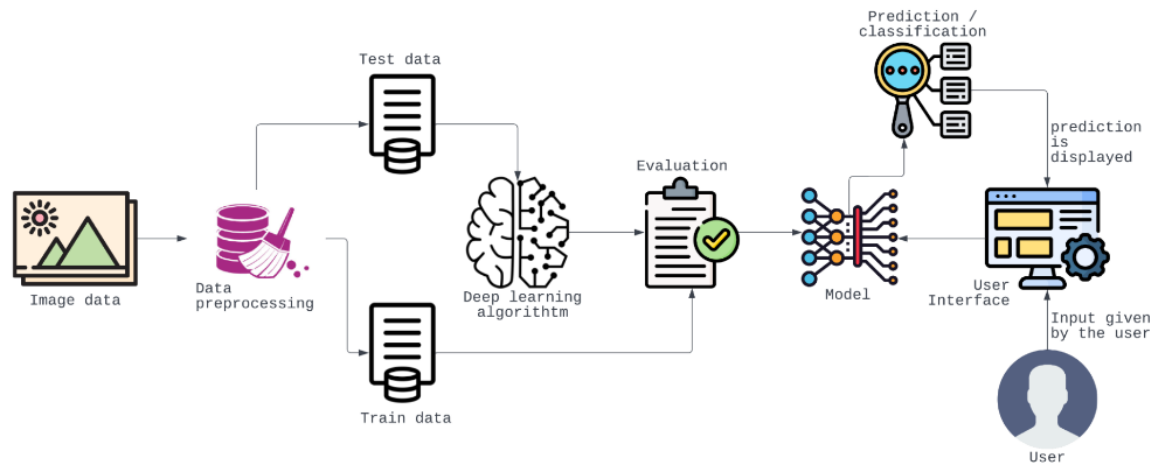 Prediction /
classification
Test data
prediction
is
displayed
Evaluation
Image data
Data
preprocessing
Deep learning
algorithtm
Model
User
Interface
Input given
by the user
Train data
User